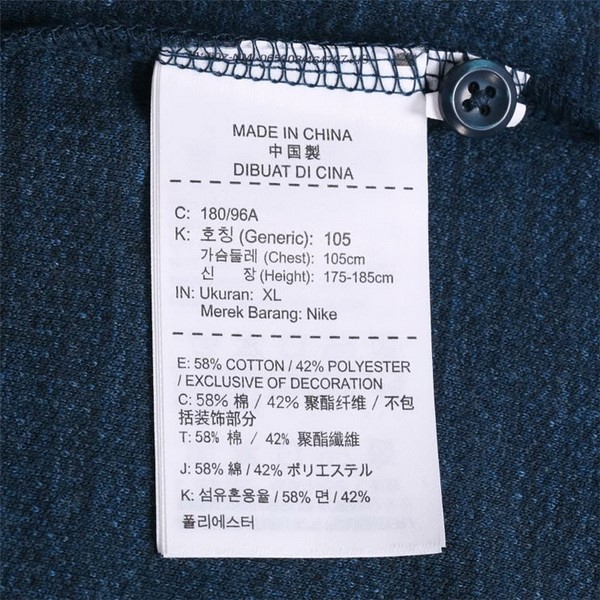 MADE IN CHINA
中国製
DIBUAT DI CINA
C: 180/96A
K: 호칭 (Generic): 105
가슴둘레 (Chest): 105cm
신 장 (Height): 175-185cm
IN: Ukuran: XL
Merek Barang: Nike
E: 58% COTTON / 42% POLYESTER
/ EXCLUSIVE OF DECORATION
C: 58% 棉 / 42% 聚酯纤维 / 不包
括装饰部分
T: 58% 棉 / 42% 聚酯纖維
J: 58% 綿 / 42% ポリエステル
K: 섬유혼용율 / 58% 면 / 42%
폴리에스터